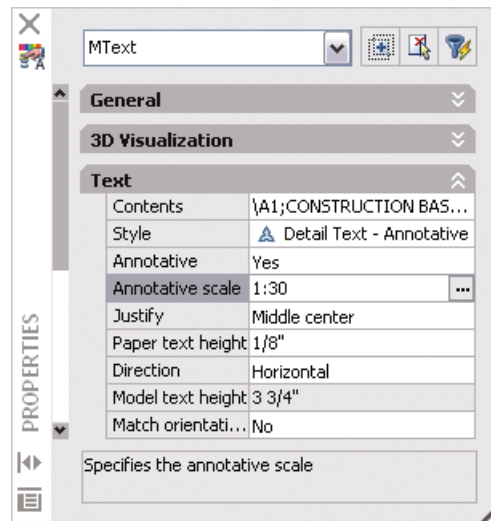 MText
General
3D Visualization
Text
Contents \A1;CONSTRUCTION BAS...
Style Detail Text - Annotative
Annotative Yes
Annotative scale 1:30 ...
Justify Middle center
Paper text height 1/8"
Direction Horizontal
Model text height 3 3/4"
Match orientati... No
Specifies the annotative scale
PROPERTIES